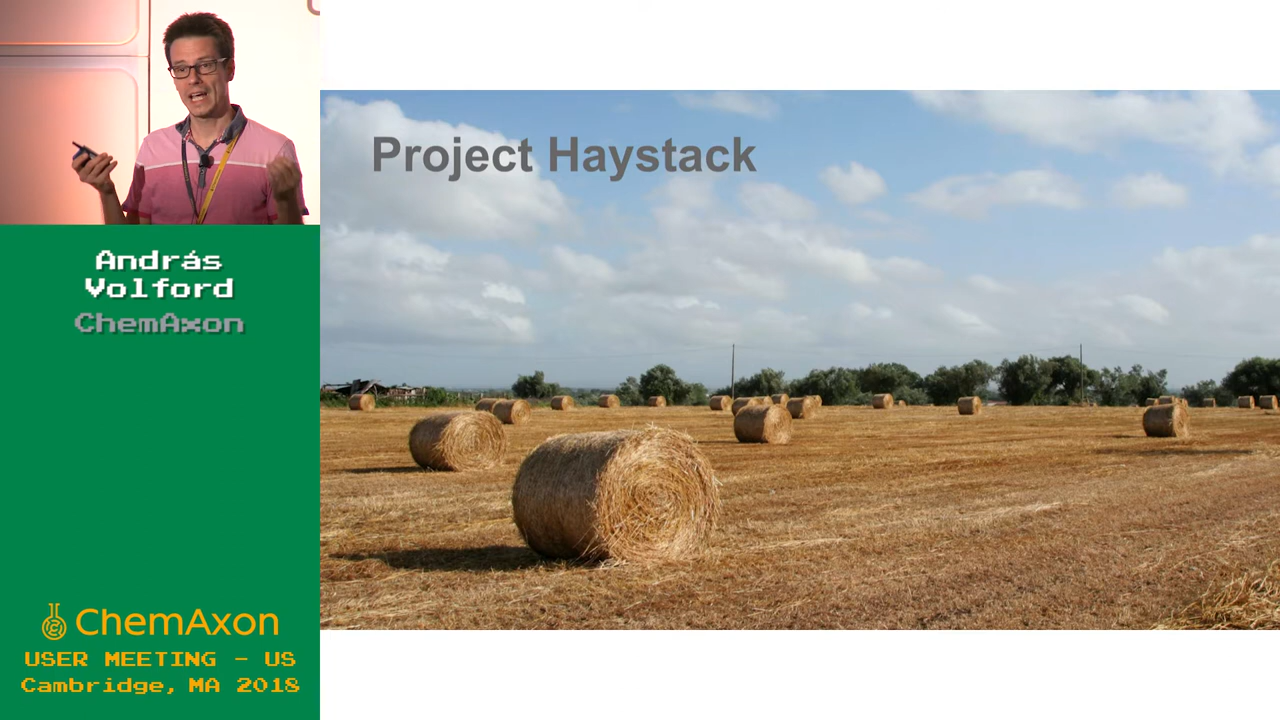 Project Haystack
András
Volford
ChemAxon
ChemAxon
USER MEETING - US
Cambridge, MA 2018